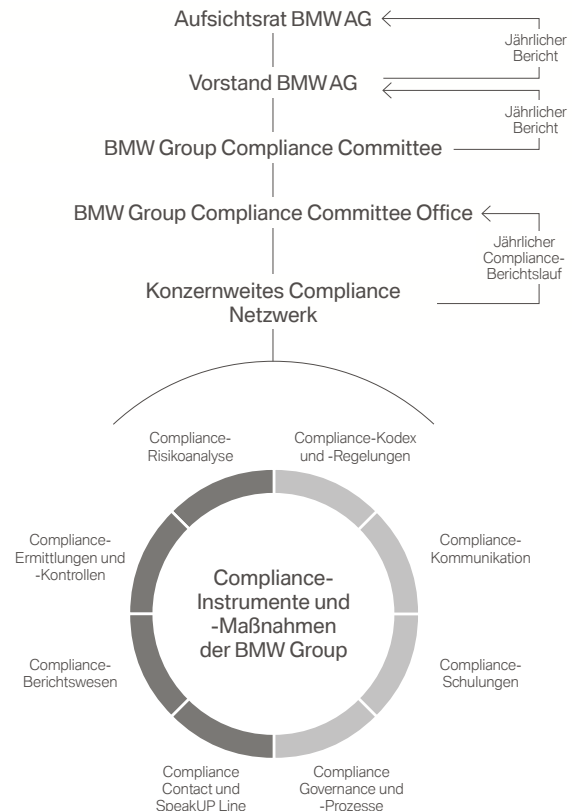 Aufsichtsrat BMW AG
Jährlicher
Bericht
Vorstand BMW AG
Jährlicher
Bericht
BMW Group Compliance Committee
BMW Group Compliance Committee Office
Jährlicher
Compliance-
Berichtslauf
Konzernweites Compliance
Netzwerk
Compliance-
Risikoanalyse
Compliance-Kodex
und -Regelungen
Compliance-
Ermittlungen und
-Kontrollen
Compliance-
Kommunikation
Compliance-
Instrumente und
-Maßnahmen
der BMW Group
Compliance-
Berichtswesen
Compliance-
Schulungen
Compliance
Contact und
SpeakUP Line
Compliance
Governance und
-Prozesse